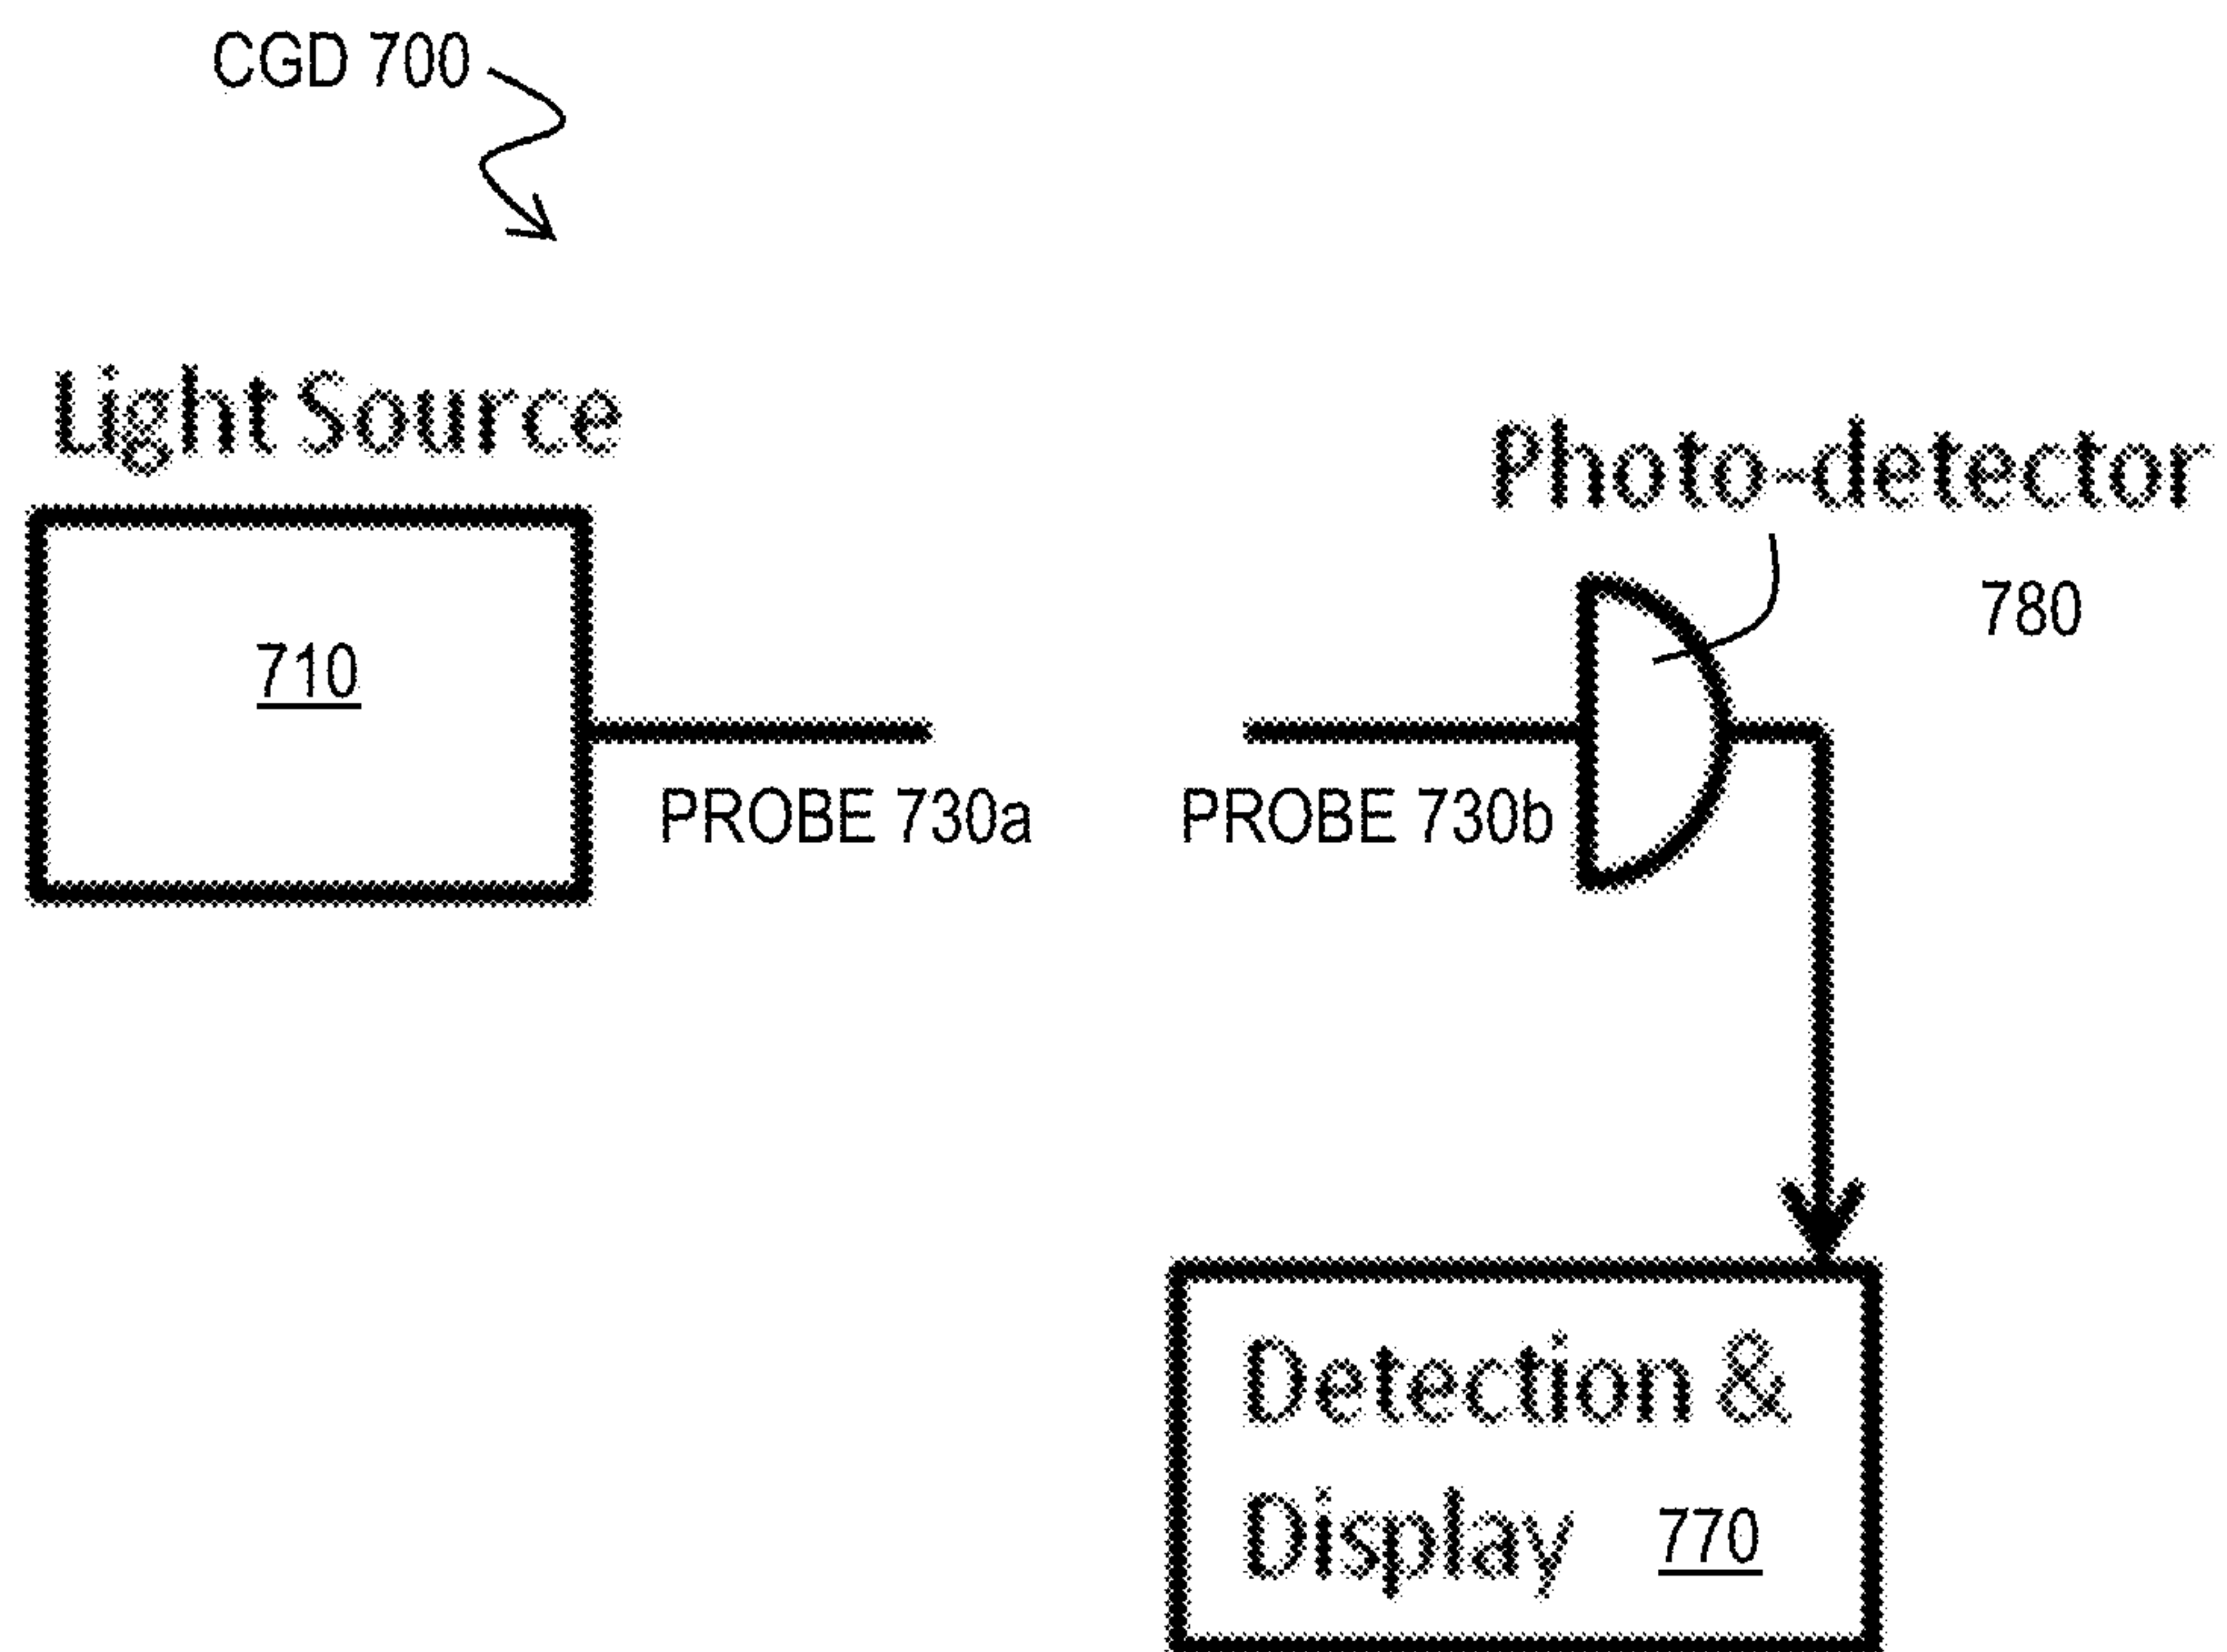 CGD 700
Light Source
Photo-detector
780
710
PROBE 730a
PROBE 730b
Detection &
Display 770